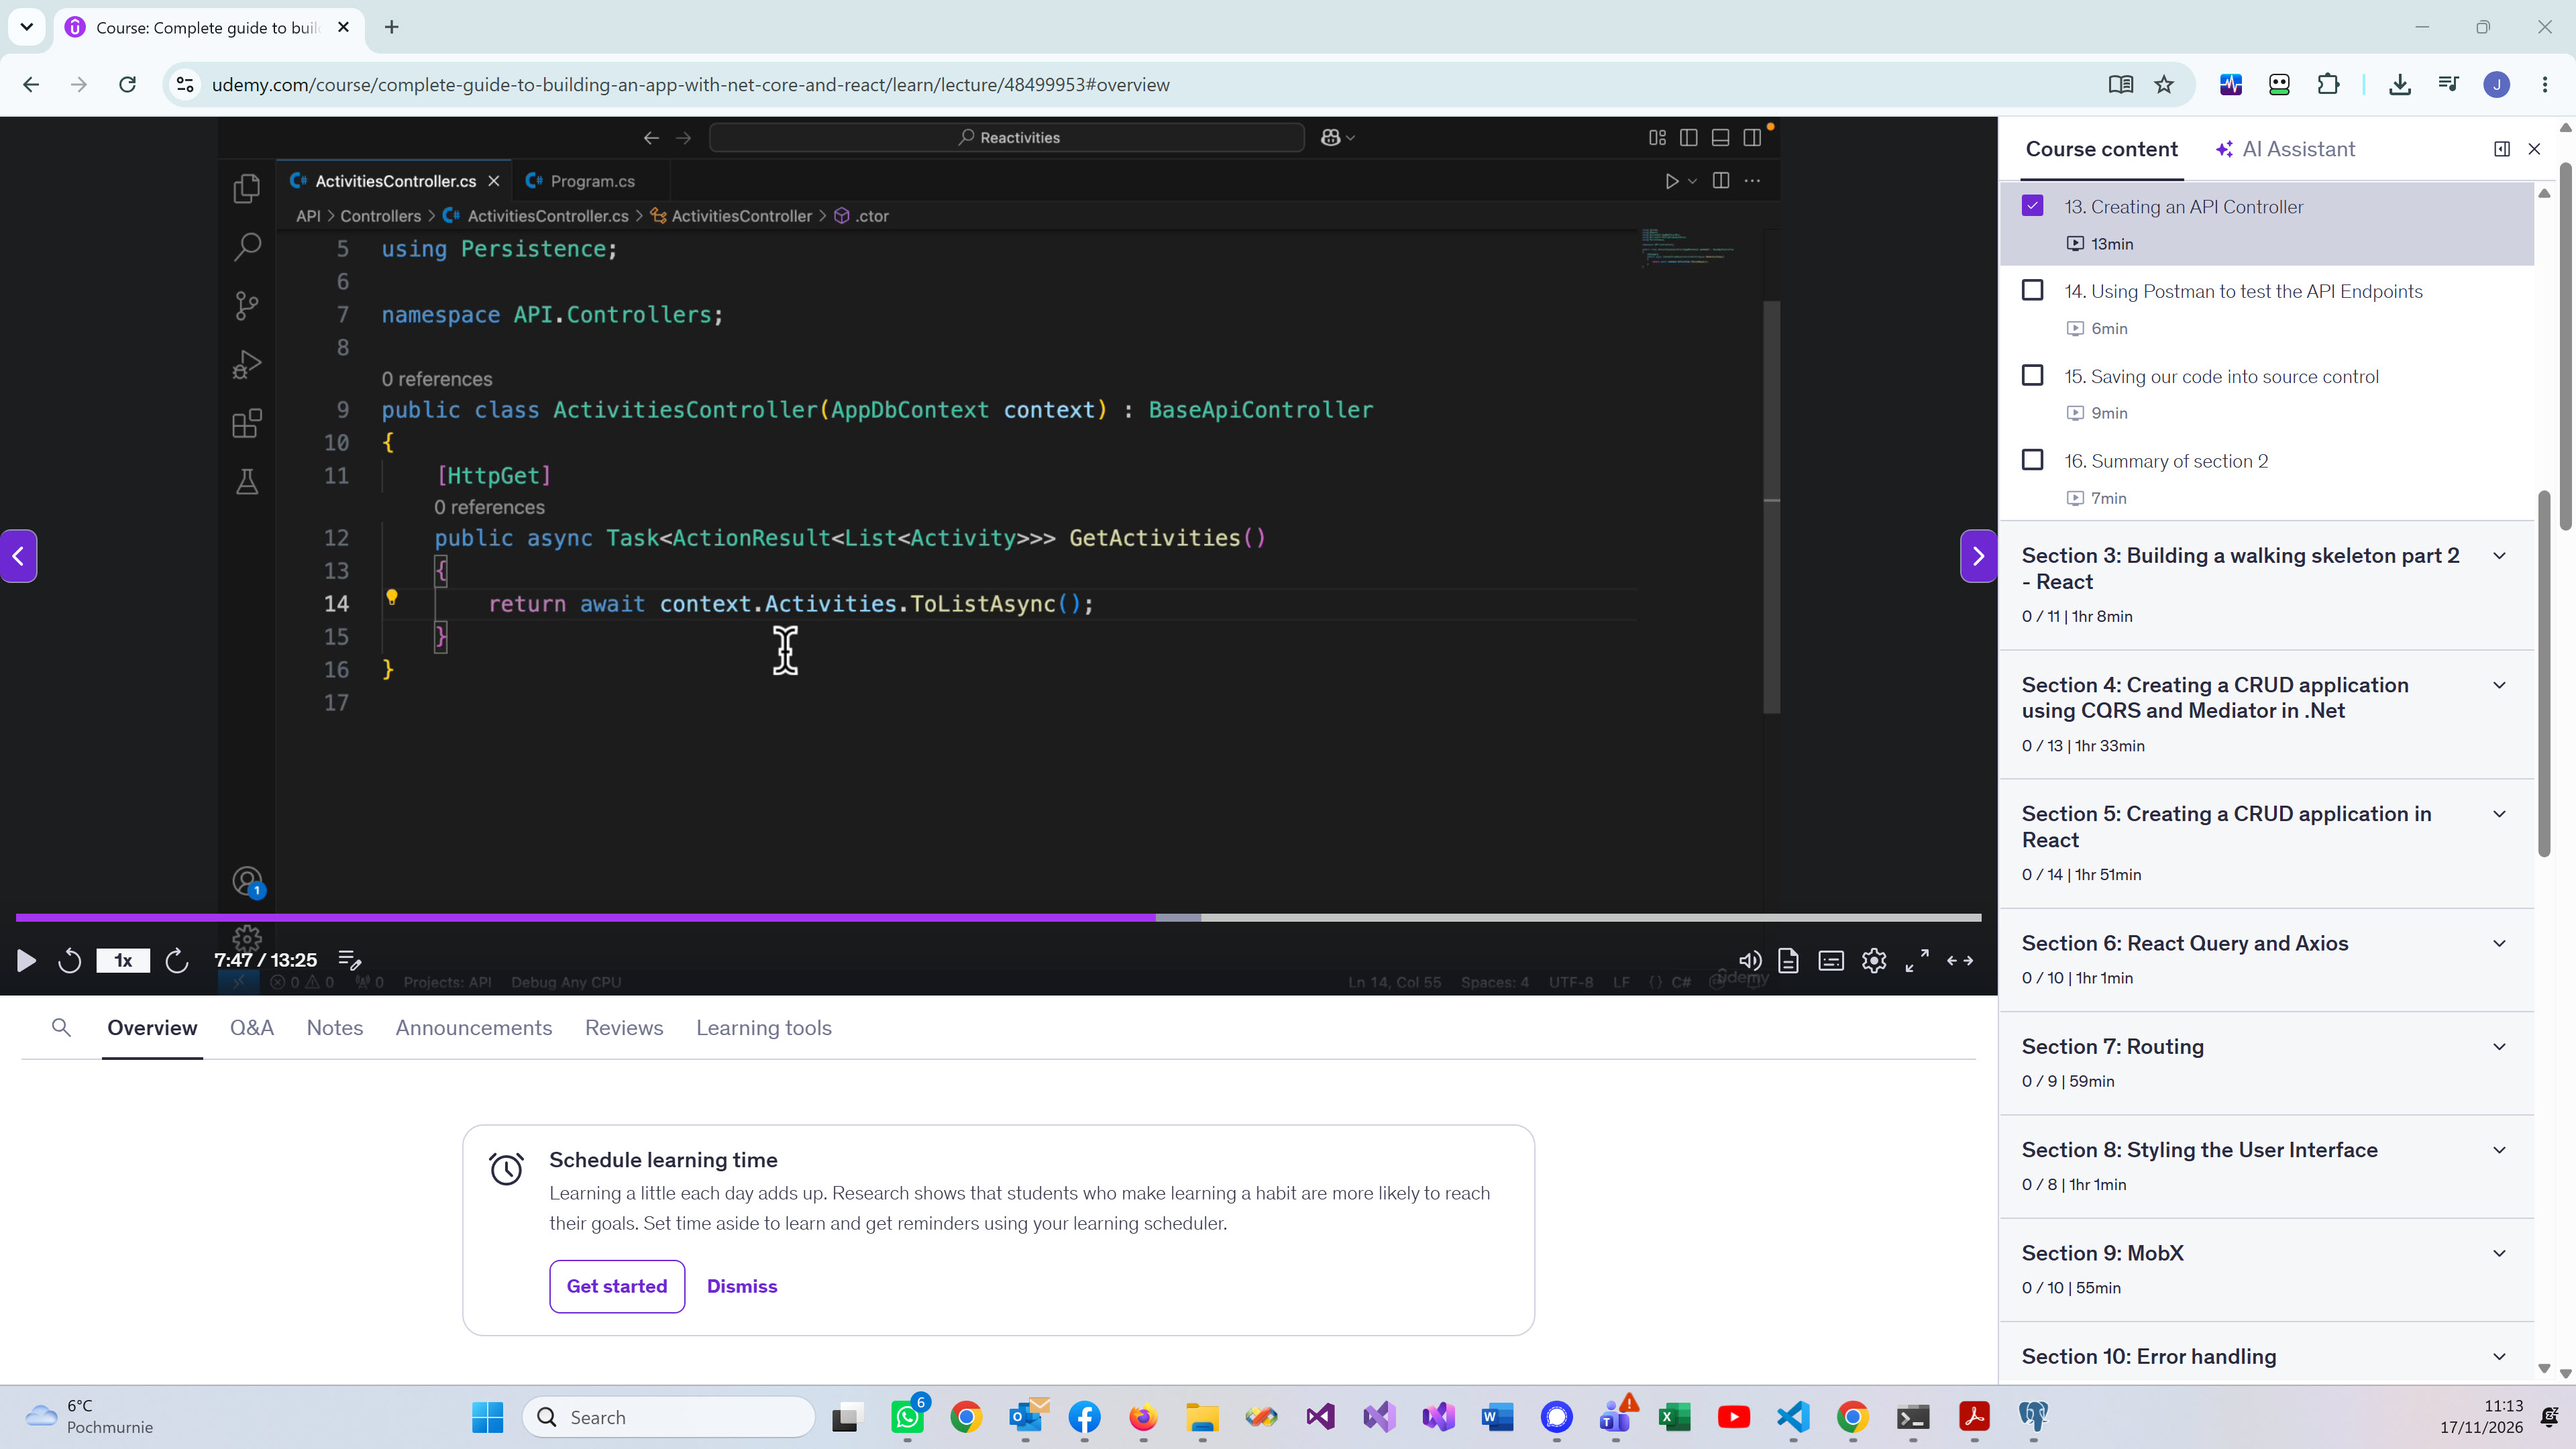 Course: Complete guide to buil
udemy.com/course/complete-guide-to-building-an-app-with-net-core-and-react/learn/lecture/48499953#overview
J
Reactivities
ActivitiesController.cs
Program.cs
API > Controllers > ActivitiesController.cs > ActivitiesController > .ctor
5 using Persistence;
6
7 namespace API.Controllers;
8
0 references
9 public class ActivitiesController(AppDbContext context) : BaseApiController
10 {
11 [HttpGet]
0 references
12 public async Task<ActionResult<List<Activity>>> GetActivities()
13 {
14 return await context.Activities.ToListAsync();
15 }
16 }
17
1
1x
7:47 / 13:25
0 0 0 Projects: API Debug Any CPU
Ln 14, Col 55 Spaces: 4 UTF-8 LF {} C#
udemy
Overview
Q&A
Notes
Announcements
Reviews
Learning tools
Schedule learning time
Learning a little each day adds up. Research shows that students who make learning a habit are more likely to reach
their goals. Set time aside to learn and get reminders using your learning scheduler.
Get started
Dismiss
Course content
AI Assistant
13. Creating an API Controller
13min
14. Using Postman to test the API Endpoints
6min
15. Saving our code into source control
9min
16. Summary of section 2
7min
Section 3: Building a walking skeleton part 2
- React
0 / 11 | 1hr 8min
Section 4: Creating a CRUD application
using CQRS and Mediator in .Net
0 / 13 | 1hr 33min
Section 5: Creating a CRUD application in
React
0 / 14 | 1hr 51min
Section 6: React Query and Axios
0 / 10 | 1hr 1min
Section 7: Routing
0 / 9 | 59min
Section 8: Styling the User Interface
0 / 8 | 1hr 1min
Section 9: MobX
0 / 10 | 55min
Section 10: Error handling
6°C
Pochmurnie
Search
6
11:13
17/11/2026